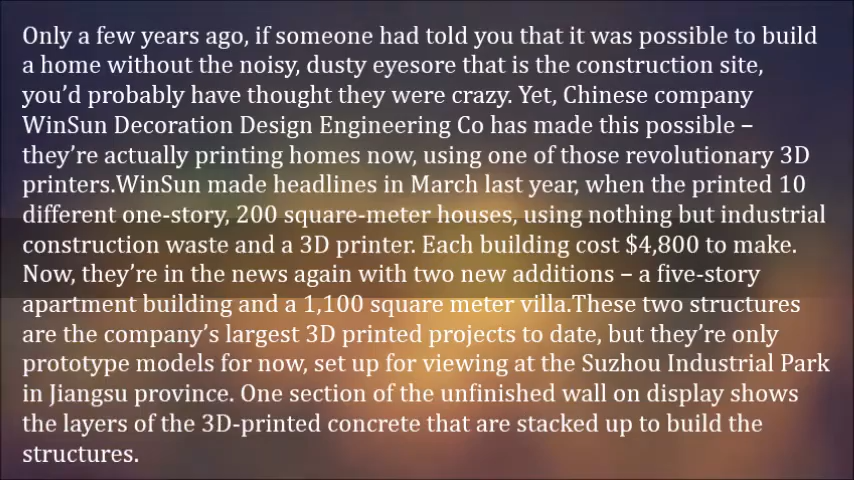 Only a few years ago, if someone had told you that it was possible to build
a home without the noisy, dusty eyesore that is the construction site,
you’d probably have thought they were crazy. Yet, Chinese company
WinSun Decoration Design Engineering Co has made this possible –
they’re actually printing homes now, using one of those revolutionary 3D
printers.WinSun made headlines in March last year, when the printed 10
different one-story, 200 square-meter houses, using nothing but industrial
construction waste and a 3D printer. Each building cost $4,800 to make.
Now, they’re in the news again with two new additions – a five-story
apartment building and a 1,100 square meter villa.These two structures
are the company’s largest 3D printed projects to date, but they’re only
prototype models for now, set up for viewing at the Suzhou Industrial Park
in Jiangsu province. One section of the unfinished wall on display shows
the layers of the 3D-printed concrete that are stacked up to build the
structures.